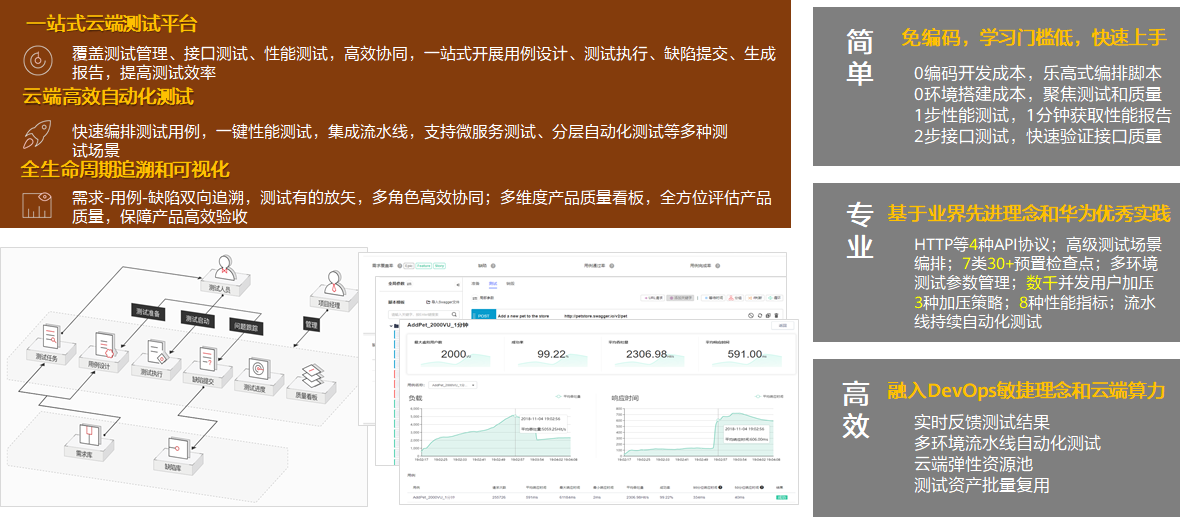 一站式云端测试平台
覆盖测试管理、接口测试、性能测试，高效协同，一站式开展用例设计、测试执行、缺陷提交、生成
报告，提高测试效率
云端高效自动化测试
快速编排测试用例，一键性能测试，集成流水线，支持微服务测试、分层自动化测试等多种测
试场景
全生命周期追溯和可视化
需求-用例-缺陷双向追溯，测试有的放矢，多角色高效协同；多维度产品质量看板，全方位评估产品
质量，保障产品高效验收
简单
免编码，学习门槛低，快速上手
0编码开发成本，乐高式编排脚本
0环境搭建成本，聚焦测试和质量
1步性能测试，1分钟获取性能报告
2步接口测试，快速验证接口质量
专业
基于业界先进理念和华为优秀实践
HTTP等4种API协议；高级测试场景
编排；7类30+预置检查点；多环境
测试参数管理；数千并发用户加压
3种加压策略；8种性能指标；流水
线持续自动化测试
高效
融入DevOps敏捷理念和云端算力
实时反馈测试结果
多环境流水线自动化测试
云端弹性资源池
测试资产批量复用
测试人员
项目经理
测试准备
测试启动
问题跟踪
管理
测试任务
用例设计
测试执行
缺陷提交
测试进度
质量看板
需求库
缺陷库
POST
Add a new pet to the store
http://petstore.swagger.io/v2/pet
AddPet_2000VU_1分钟
成功率
2000
99.22
2306.98
591.00
负载
响应时间
2018-11-04 19:02:50
2018-11-04 19:02:50